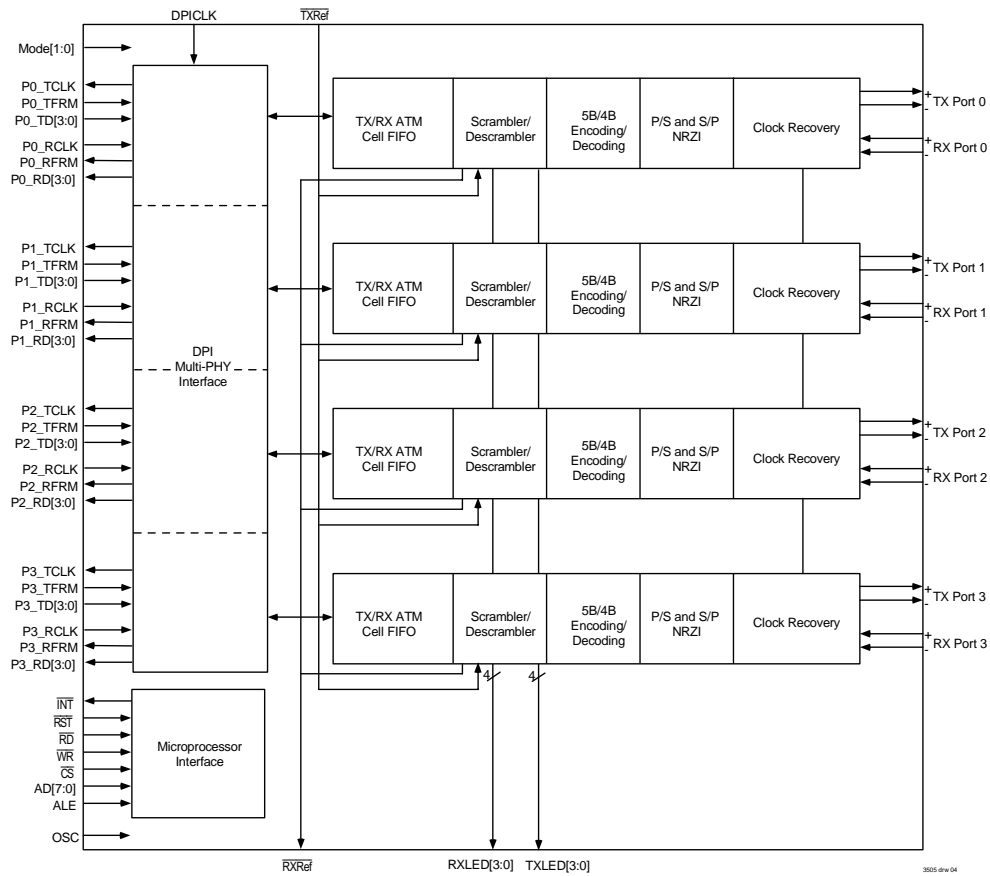 DPICLK
TXRef
Mode[1:0]
P0_TCLK
P0_TFRM
P0_TD[3:0]
P0_RCLK
P0_RFRM
P0_RD[3:0]
TX/RX ATM
Cell FIFO
Scrambler/
Descrambler
5B/4B
Encoding/
Decoding
P/S and S/P
NRZI
Clock Recovery
+
-
TX Port 0
+
-
RX Port 0
P1_TCLK
P1_TFRM
P1_TD[3:0]
P1_RCLK
P1_RFRM
P1_RD[3:0]
TX/RX ATM
Cell FIFO
Scrambler/
Descrambler
5B/4B
Encoding/
Decoding
P/S and S/P
NRZI
Clock Recovery
+
-
TX Port 1
+
-
RX Port 1
DPI
Multi-PHY
Interface
P2_TCLK
P2_TFRM
P2_TD[3:0]
P2_RCLK
P2_RFRM
P2_RD[3:0]
TX/RX ATM
Cell FIFO
Scrambler/
Descrambler
5B/4B
Encoding/
Decoding
P/S and S/P
NRZI
Clock Recovery
+
-
TX Port 2
+
-
RX Port 2
P3_TCLK
P3_TFRM
P3_TD[3:0]
P3_RCLK
P3_RFRM
P3_RD[3:0]
TX/RX ATM
Cell FIFO
Scrambler/
Descrambler
5B/4B
Encoding/
Decoding
P/S and S/P
NRZI
Clock Recovery
+
-
TX Port 3
+
-
RX Port 3
4
4
INT
RST
RD
WR
CS
AD[7:0]
ALE
Microprocessor
Interface
OSC
RXRef
RXLED[3:0]
TXLED[3:0]
3505 drw 04